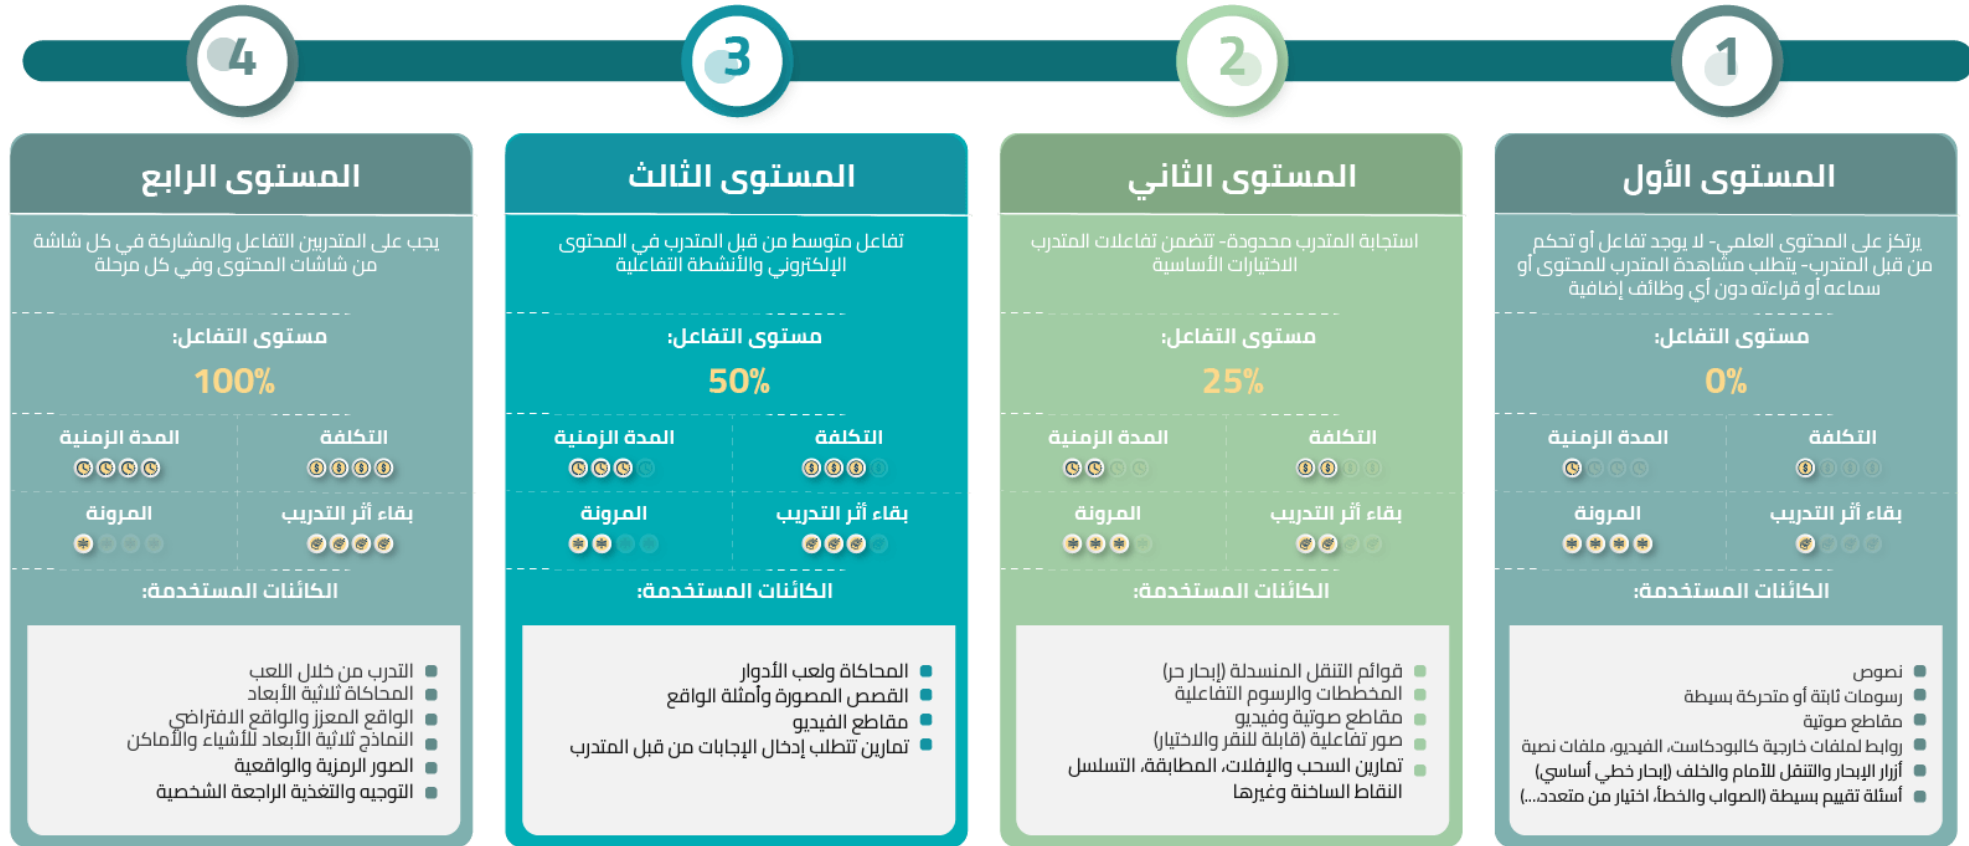 1
2
3
4
المستوى الأول
يرتكز على المحتوى العلمي- لا يوجد تفاعل أو تحكم
من قبل المتدرب- يتطلب مشاهدة المتدرب للمحتوى أو
سماعه أو قراءته دون أي وظائف إضافية
مستوى التفاعل:
0%
التكلفة
المدة الزمنية
بقاء أثر التدريب
المرونة
الكائنات المستخدمة:
نصوص
رسومات ثابتة أو متحركة بسيطة
مقاطع صوتية
روابط لملفات خارجية كالبودكاست، الفيديو، ملفات نصية
أزرار الإبحار والتنقل للأمام والخلف (إبحار خطي أساسي)
أسئلة تقييم بسيطة (الصواب والخطأ، اختيار من متعدد،...)
المستوى الثاني
استجابة المتدرب محدودة- تتضمن تفاعلات المتدرب
الاختيارات الأساسية
مستوى التفاعل:
25%
التكلفة
المدة الزمنية
بقاء أثر التدريب
المرونة
الكائنات المستخدمة:
قوائم التنقل المنسدلة (إبحار حر)
المخططات والرسوم التفاعلية
مقاطع صوتية وفيديو
صور تفاعلية (قابلة للنقر والاختيار)
تمارين السحب والإفلات، المطابقة، التسلسل
النقاط الساخنة وغيرها
المستوى الثالث
تفاعل متوسط من قبل المتدرب في المحتوى
الإلكتروني والأنشطة التفاعلية
مستوى التفاعل:
50%
التكلفة
المدة الزمنية
بقاء أثر التدريب
المرونة
الكائنات المستخدمة:
المحاكاة ولعب الأدوار
القصص المصورة وأمثلة الواقع
مقاطع الفيديو
تمارين تتطلب إدخال الإجابات من قبل المتدرب
المستوى الرابع
يجب على المتدربين التفاعل والمشاركة في كل شاشة
من شاشات المحتوى وفي كل مرحلة
مستوى التفاعل:
100%
التكلفة
المدة الزمنية
بقاء أثر التدريب
المرونة
الكائنات المستخدمة:
التدرب من خلال اللعب
المحاكاة ثلاثية الأبعاد
الواقع المعزز والواقع الافتراضي
النماذج ثلاثية الأبعاد للأشياء والأماكن
الصور الرمزية والواقعية
التوجيه والتغذية الراجعة الشخصية